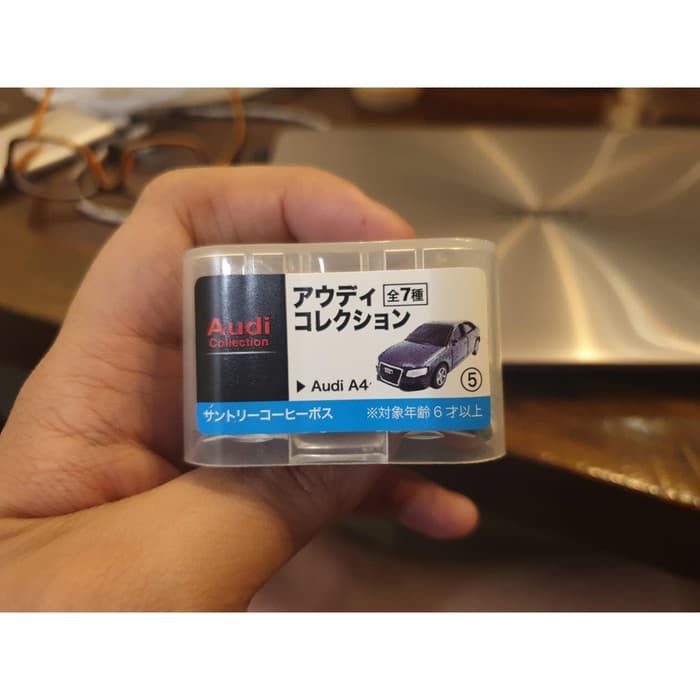 Audi
Collection
アウディ 全7種
コレクション
▶ Audi A4
⑤
サントリーコーヒーボス ※対象年齢6才以上